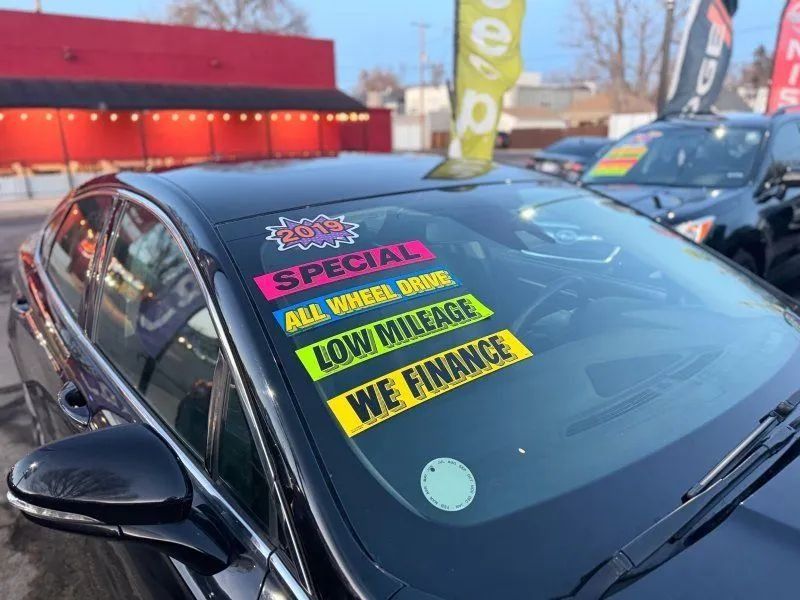 2019
SPECIAL
ALL WHEEL DRIVE
LOW MILEAGE
WE FINANCE